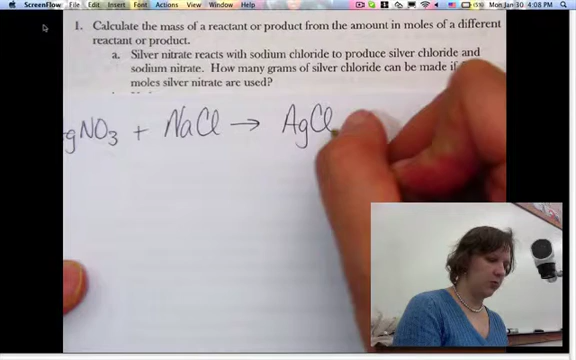 ScreenFlow File Edit Insert Font Actions View Window Help Mon Jan 30 4:08 PM
1. Calculate the mass of a reactant or product from the amount in moles of a different
reactant or product.
a. Silver nitrate reacts with sodium chloride to produce silver chloride and
sodium nitrate. How many grams of silver chloride can be made if
moles silver nitrate are used?
gNO3 + NaCl → AgCl